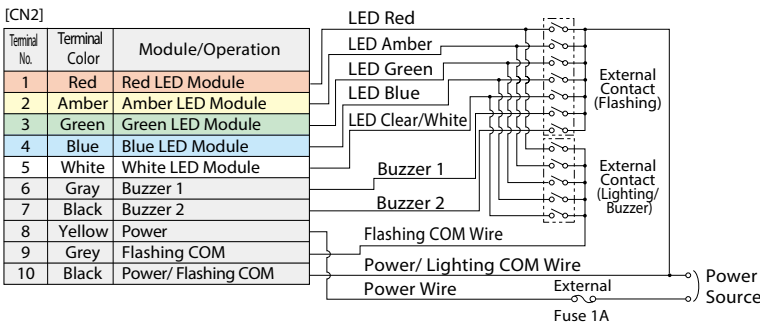 [CN2]
Terminal No. Terminal Color Module/Operation
1 Red Red LED Module
2 Amber Amber LED Module
3 Green Green LED Module
4 Blue Blue LED Module
5 White White LED Module
6 Gray Buzzer 1
7 Black Buzzer 2
8 Yellow Power
9 Grey Flashing COM
10 Black Power/ Flashing COM
LED Red
LED Amber
LED Green
LED Blue
LED Clear/White
Buzzer 1
Buzzer 2
Flashing COM Wire
Power/ Lighting COM Wire
Power Wire
External
Fuse 1A
External
Contact
(Flashing)
External
Contact
(Lighting/
Buzzer)
Power
Source